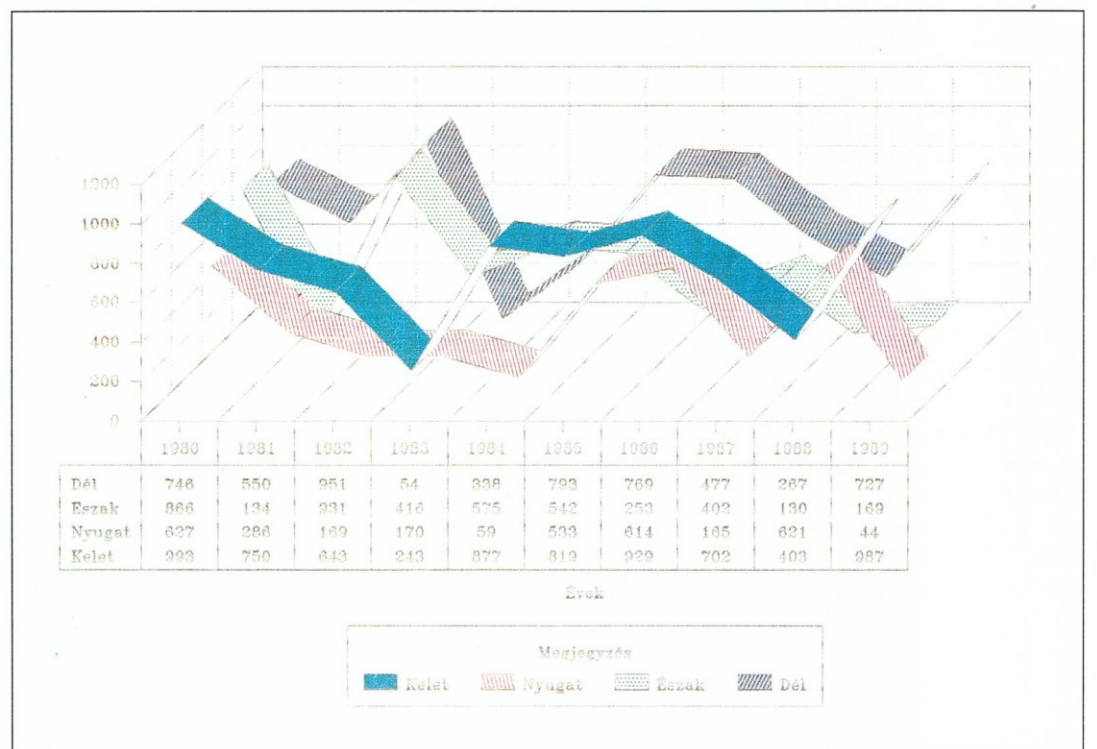 1200
1000
800
600
400
200
0
1980 1981 1982 1983 1984 1985 1986 1987 1988 1989
Dél 746 550 951 54 338 793 769 477 267 727
Észak 866 134 931 416 575 542 253 402 130 169
Nyugat 627 286 169 170 59 533 614 165 621 44
Kelet 993 750 643 243 877 819 929 702 403 987
Évek
Megjegyzés
Kelet Nyugat Észak Dél